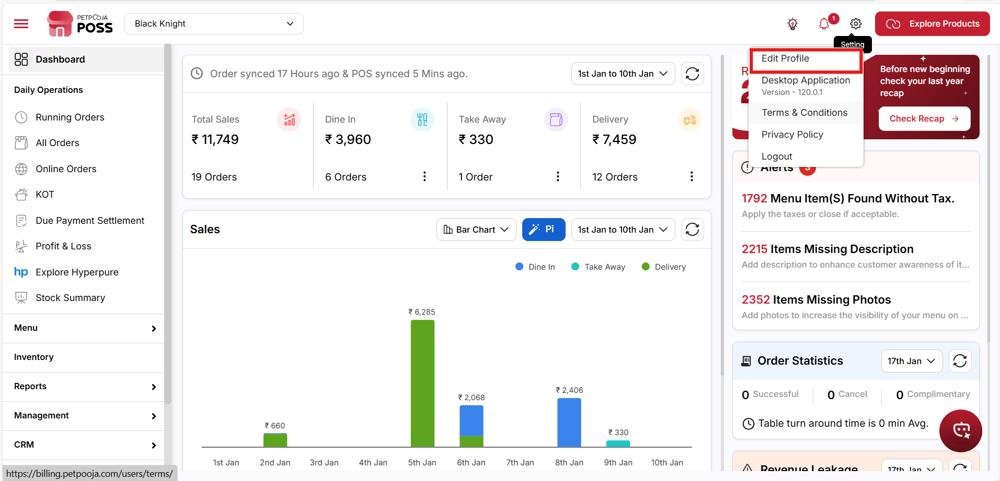 PETPOOJA
POSS
Black Knight
1
Explore Products
Setting
Dashboard
Daily Operations
Running Orders
All Orders
Online Orders
KOT
Due Payment Settlement
P L
Profit & Loss
hp Explore Hyperpure
Stock Summary
Menu
Inventory
Reports
Management
CRM
https://billing.petpooja.com/users/terms/
Order synced 17 Hours ago & POS synced 5 Mins ago.
1st Jan to 10th Jan
Total Sales
₹ 11,749
19 Orders
Dine In
₹ 3,960
6 Orders
Take Away
₹ 330
1 Order
Delivery
₹ 7,459
12 Orders
Sales
Bar Chart
Pi
1st Jan to 10th Jan
Dine In
Take Away
Delivery
₹ 660
₹ 6,285
₹ 2,068
₹ 2,406
₹ 330
1st Jan
2nd Jan
3rd Jan
4th Jan
5th Jan
6th Jan
7th Jan
8th Jan
9th Jan
10th Jan
Edit Profile
Desktop Application
Version - 120.0.1
Terms & Conditions
Privacy Policy
Logout
R
2
Before new beginning
check your last year
recap
Check Recap
Alerts 3
1792 Menu Item(S) Found Without Tax.
Apply the taxes or close if acceptable.
2215 Items Missing Description
Add description to enhance customer awareness of it...
2352 Items Missing Photos
Add photos to increase the visibility of your menu on ...
Order Statistics
17th Jan
0 Successful
0 Cancel
0 Complimentary
Table turn around time is 0 min Avg.
Revenue Leakage
17th Jan